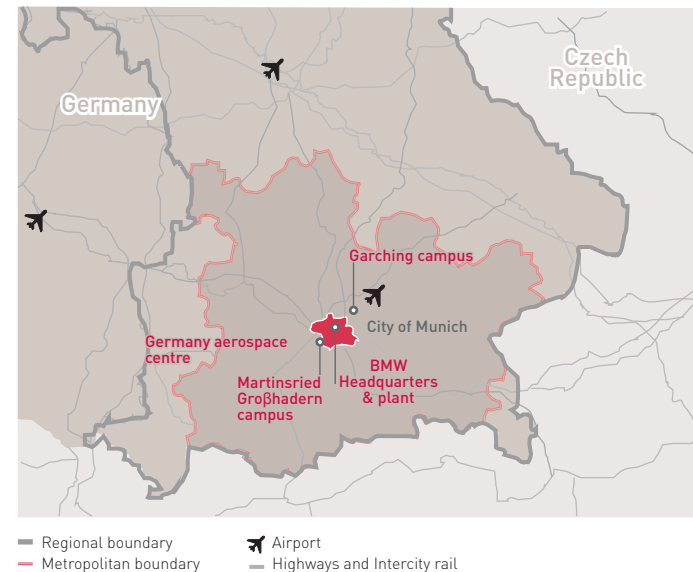 Czech
Republic
Germany
Garching campus
City of Munich
Germany aerospace
centre
BMW
Headquarters
& plant
Martinsried
Großhadern
campus
Regional boundary
Airport
Metropolitan boundary
Highways and Intercity rail